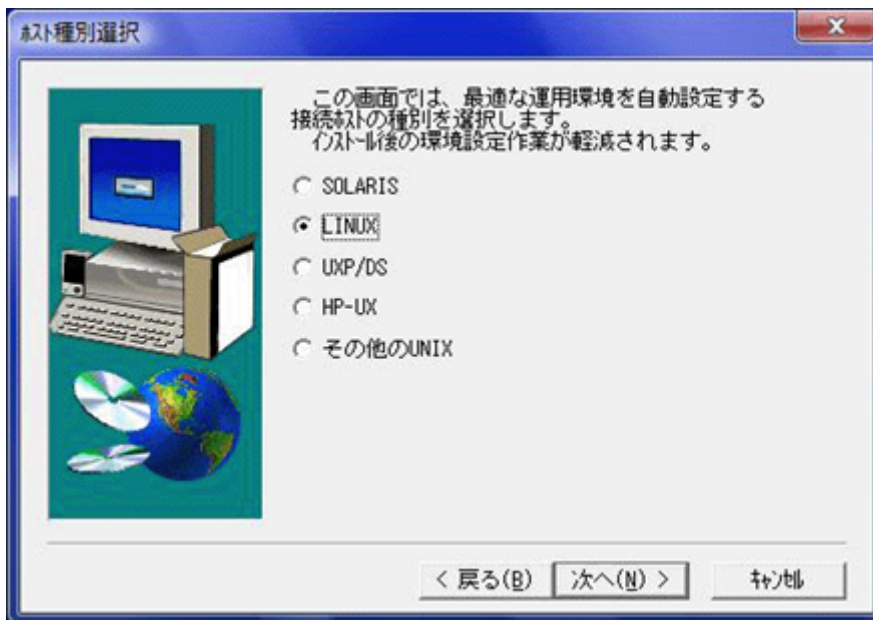 ﾎｽﾄ種別選択
この画面では、最適な運用環境を自動設定する
接続ﾎｽﾄの種別を選択します。
ｲﾝｽﾄｰﾙ後の環境設定作業が軽減されます。
SOLARIS
LINUX
UXP/DS
HP-UX
その他のUNIX
< 戻る(B)
次へ(N) >
ｷｬﾝｾﾙ